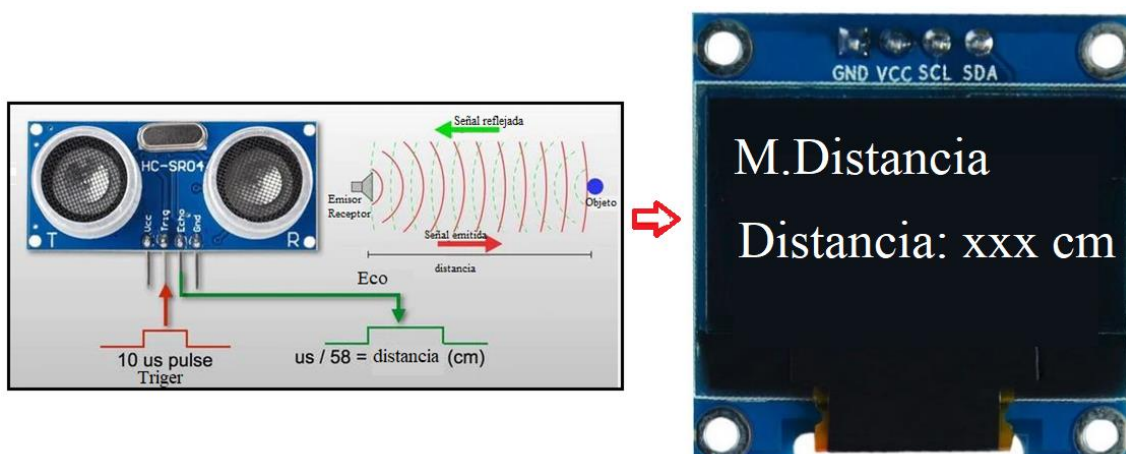 HC-SR04
Vcc
Trig
Echo
Gnd
T
R
Señal reflejada
Emisor
Receptor
Objeto
Señal emitida
distancia
Eco
10 us pulse
Triger
us / 58 = distancia (cm)
GND VCC SCL SDA
M.Distancia
Distancia: xxx cm